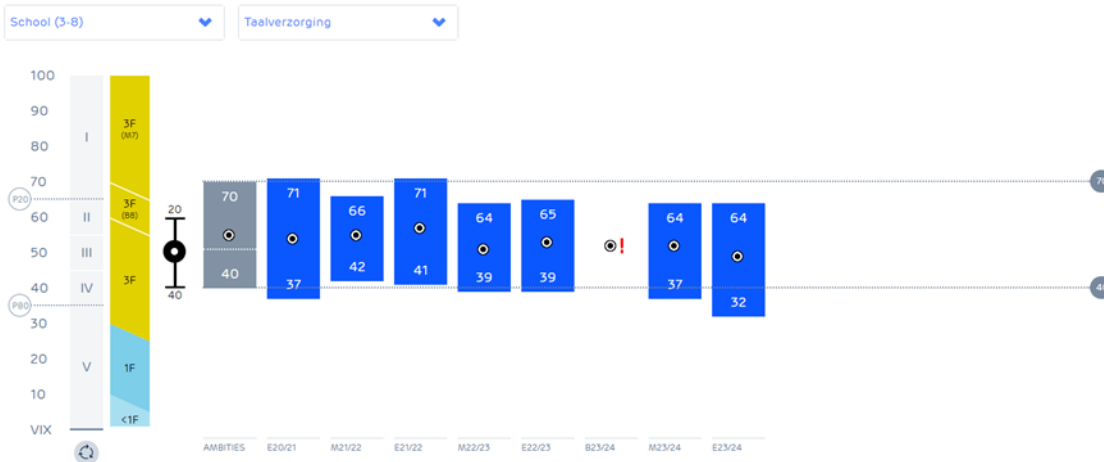 School (3-8) Taalverzorging
100
90
80
70
60
50
40
30
20
10
VIX
P20
P80
I
II
III
IV
V
3F
(M7)
3F
(B8)
3F
1F
<1F
20
40
70
40
71
37
66
42
71
41
64
39
65
39
!
64
37
64
32
70
40
AMBITIES E20/21 M21/22 E21/22 M22/23 E22/23 B23/24 M23/24 E23/24